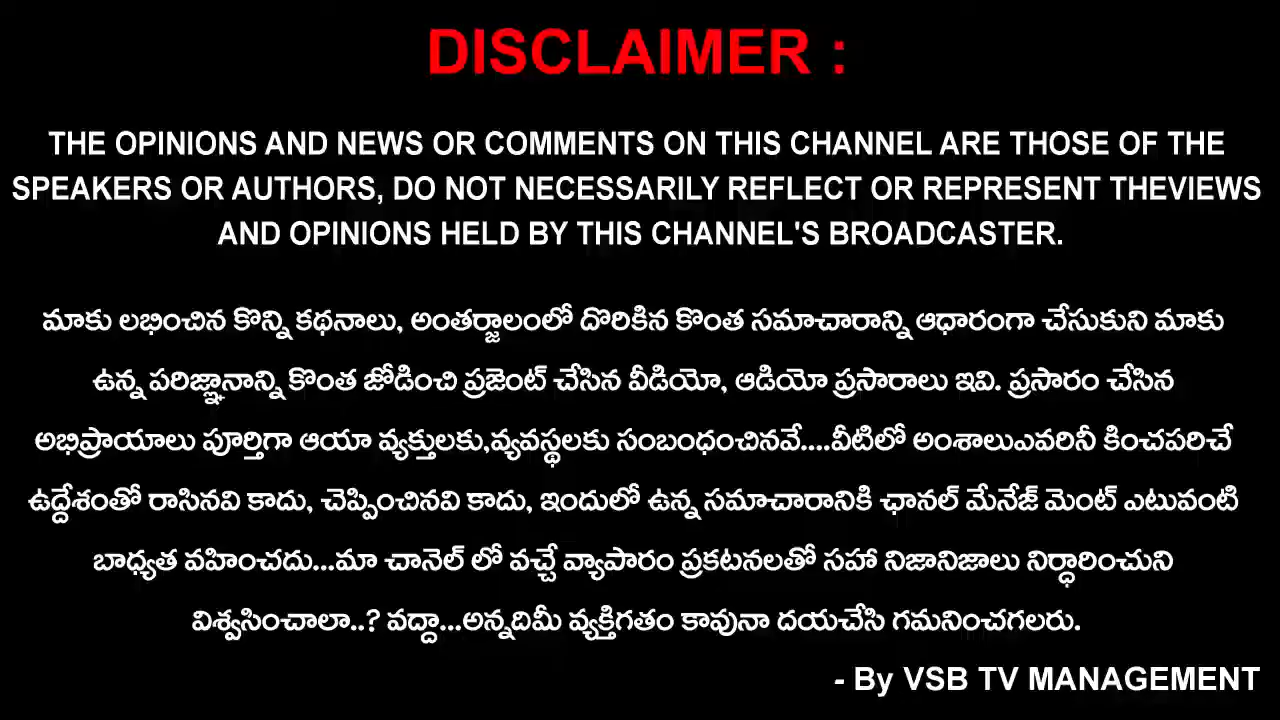 DISCLAIMER :
THE OPINIONS AND NEWS OR COMMENTS ON THIS CHANNEL ARE THOSE OF THE
SPEAKERS OR AUTHORS, DO NOT NECESSARILY REFLECT OR REPRESENT THEVIEWS
AND OPINIONS HELD BY THIS CHANNEL'S BROADCASTER.
మాకు లభించిన కొన్ని కథనాలు, అంతర్జాలంలో దొరికిన కొంత సమాచారాన్ని ఆధారంగా చేసుకుని మాకు
ఉన్న పరిజ్ఞానాన్ని కొంత జోడించి ప్రజెంట్ చేసిన వీడియో, ఆడియో ప్రసారాలు ఇవి. ప్రసారం చేసిన
అభిప్రాయాలు పూర్తిగా ఆయా వ్యక్తులకు,వ్యవస్థలకు సంబంధంచినవే....వీటిలో అంశాలుఎవరినీ కించపరిచే
ఉద్దేశంతో రాసినవి కాదు, చెప్పించినవి కాదు, ఇందులో ఉన్న సమాచారానికి ఛానల్ మేనేజ్ మెంట్ ఎటువంటి
బాధ్యత వహించదు...మా చానెల్ లో వచ్చే వ్యాపారం ప్రకటనలతో సహా నిజానిజాలు నిర్ధారించుని
విశ్వసించాలా..? వద్దా...అన్నదిమీ వ్యక్తిగతం కావునా దయచేసి గమనించగలరు.
- By VSB TV MANAGEMENT